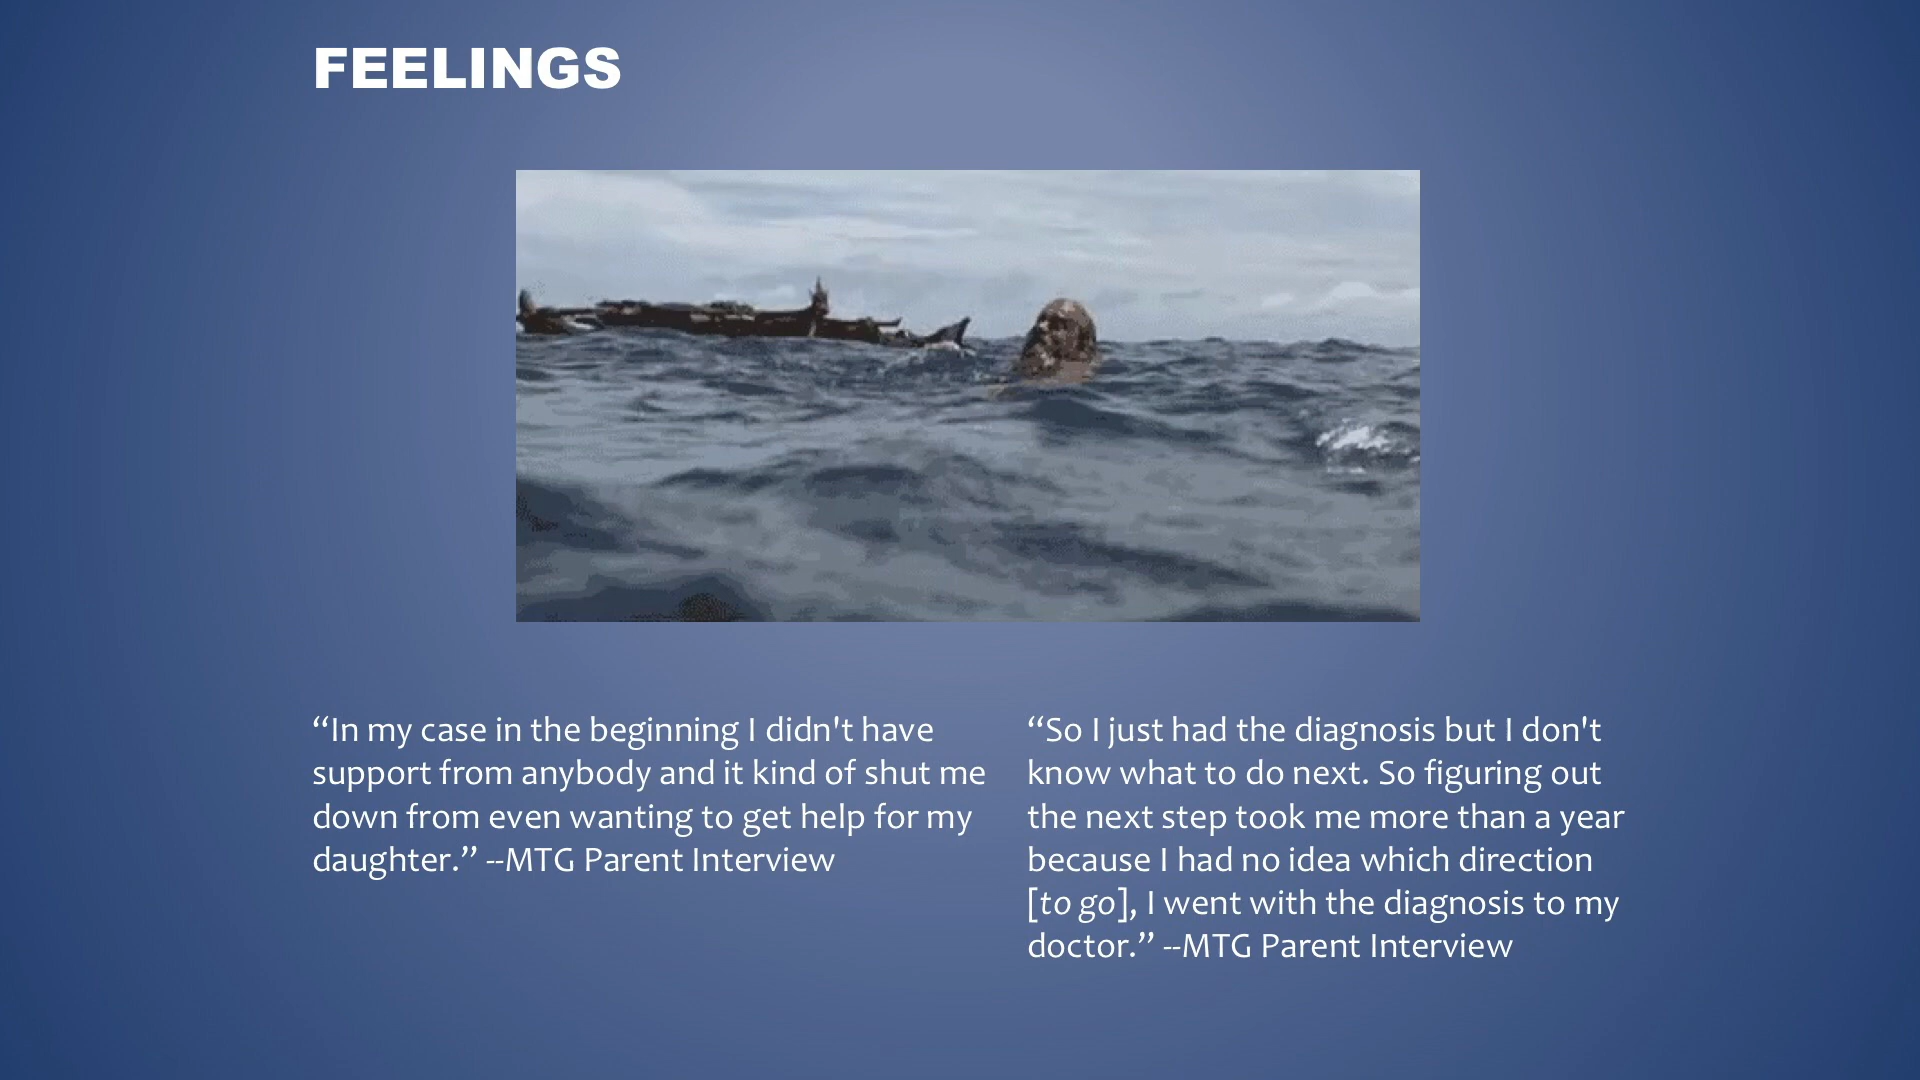 FEELINGS
“In my case in the beginning I didn't have
support from anybody and it kind of shut me
down from even wanting to get help for my
daughter.” --MTG Parent Interview
“So I just had the diagnosis but I don't
know what to do next. So figuring out
the next step took me more than a year
because I had no idea which direction
[to go], I went with the diagnosis to my
doctor.” --MTG Parent Interview